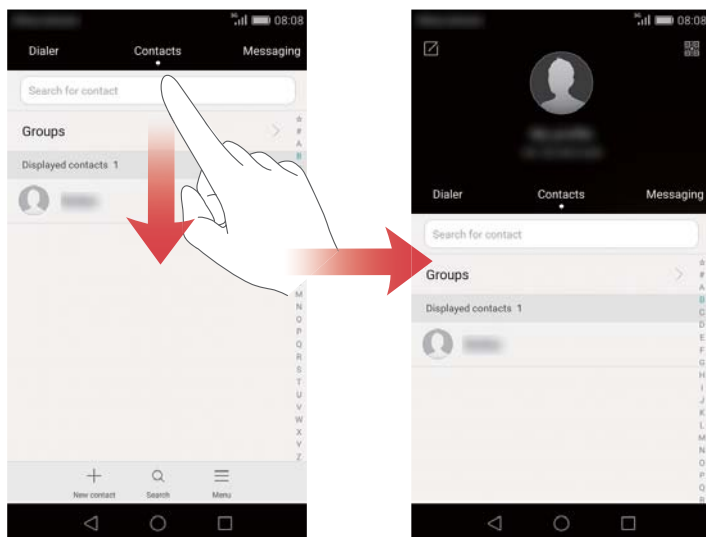 08:08
Dialer Contacts Messaging
Search for contact
Groups
#
A
B
Displayed contacts 1
M
N
O
P
Q
R
S
T
U
V
W
X
Y
Z
New contact Search Menu
08:08
Dialer Contacts Messaging
Search for contact
Groups
#
A
B
Displayed contacts 1
C
D
E
F
G
H
I
J
K
L
M
N
O
P
Q
R